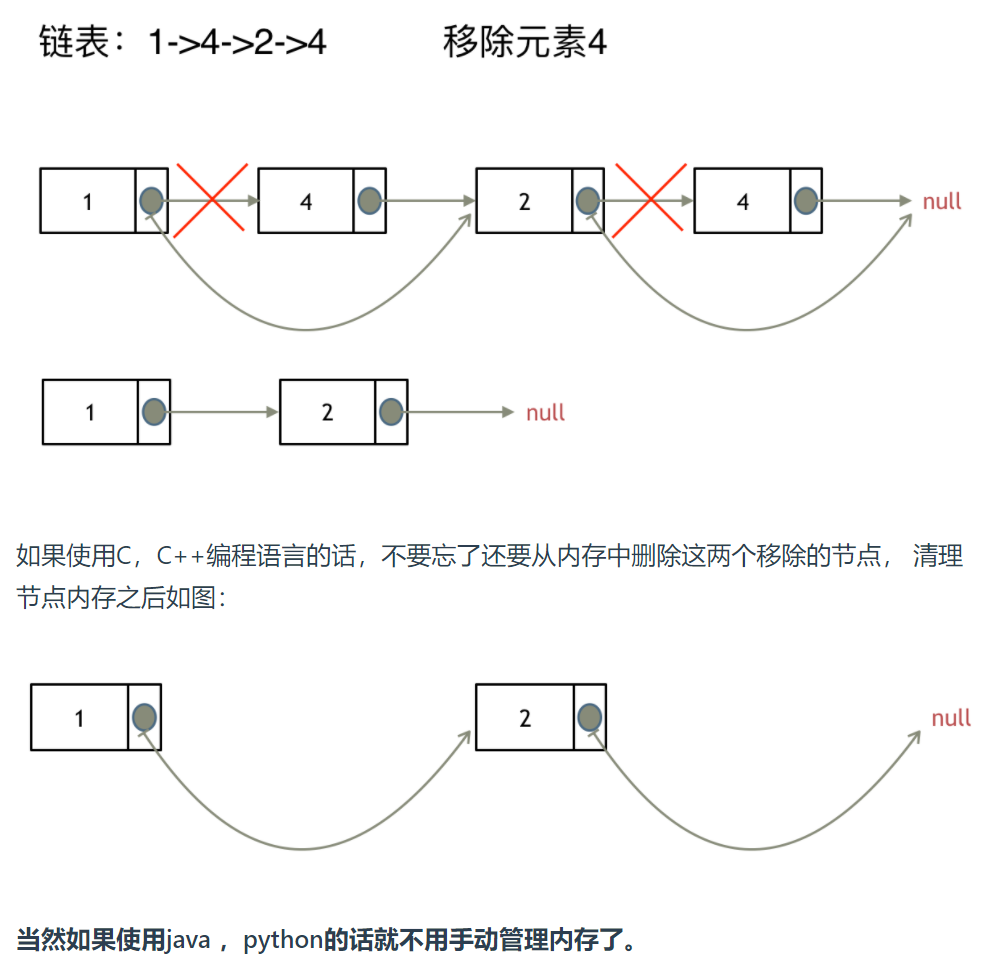 链表：1->4->2->4 移除元素4
1 4 2 4 null
1 2 null
如果使用C，C++编程语言的话，不要忘了还要从内存中删除这两个移除的节点， 清理
节点内存之后如图：
1 2 null
当然如果使用java ，python的话就不用手动管理内存了。